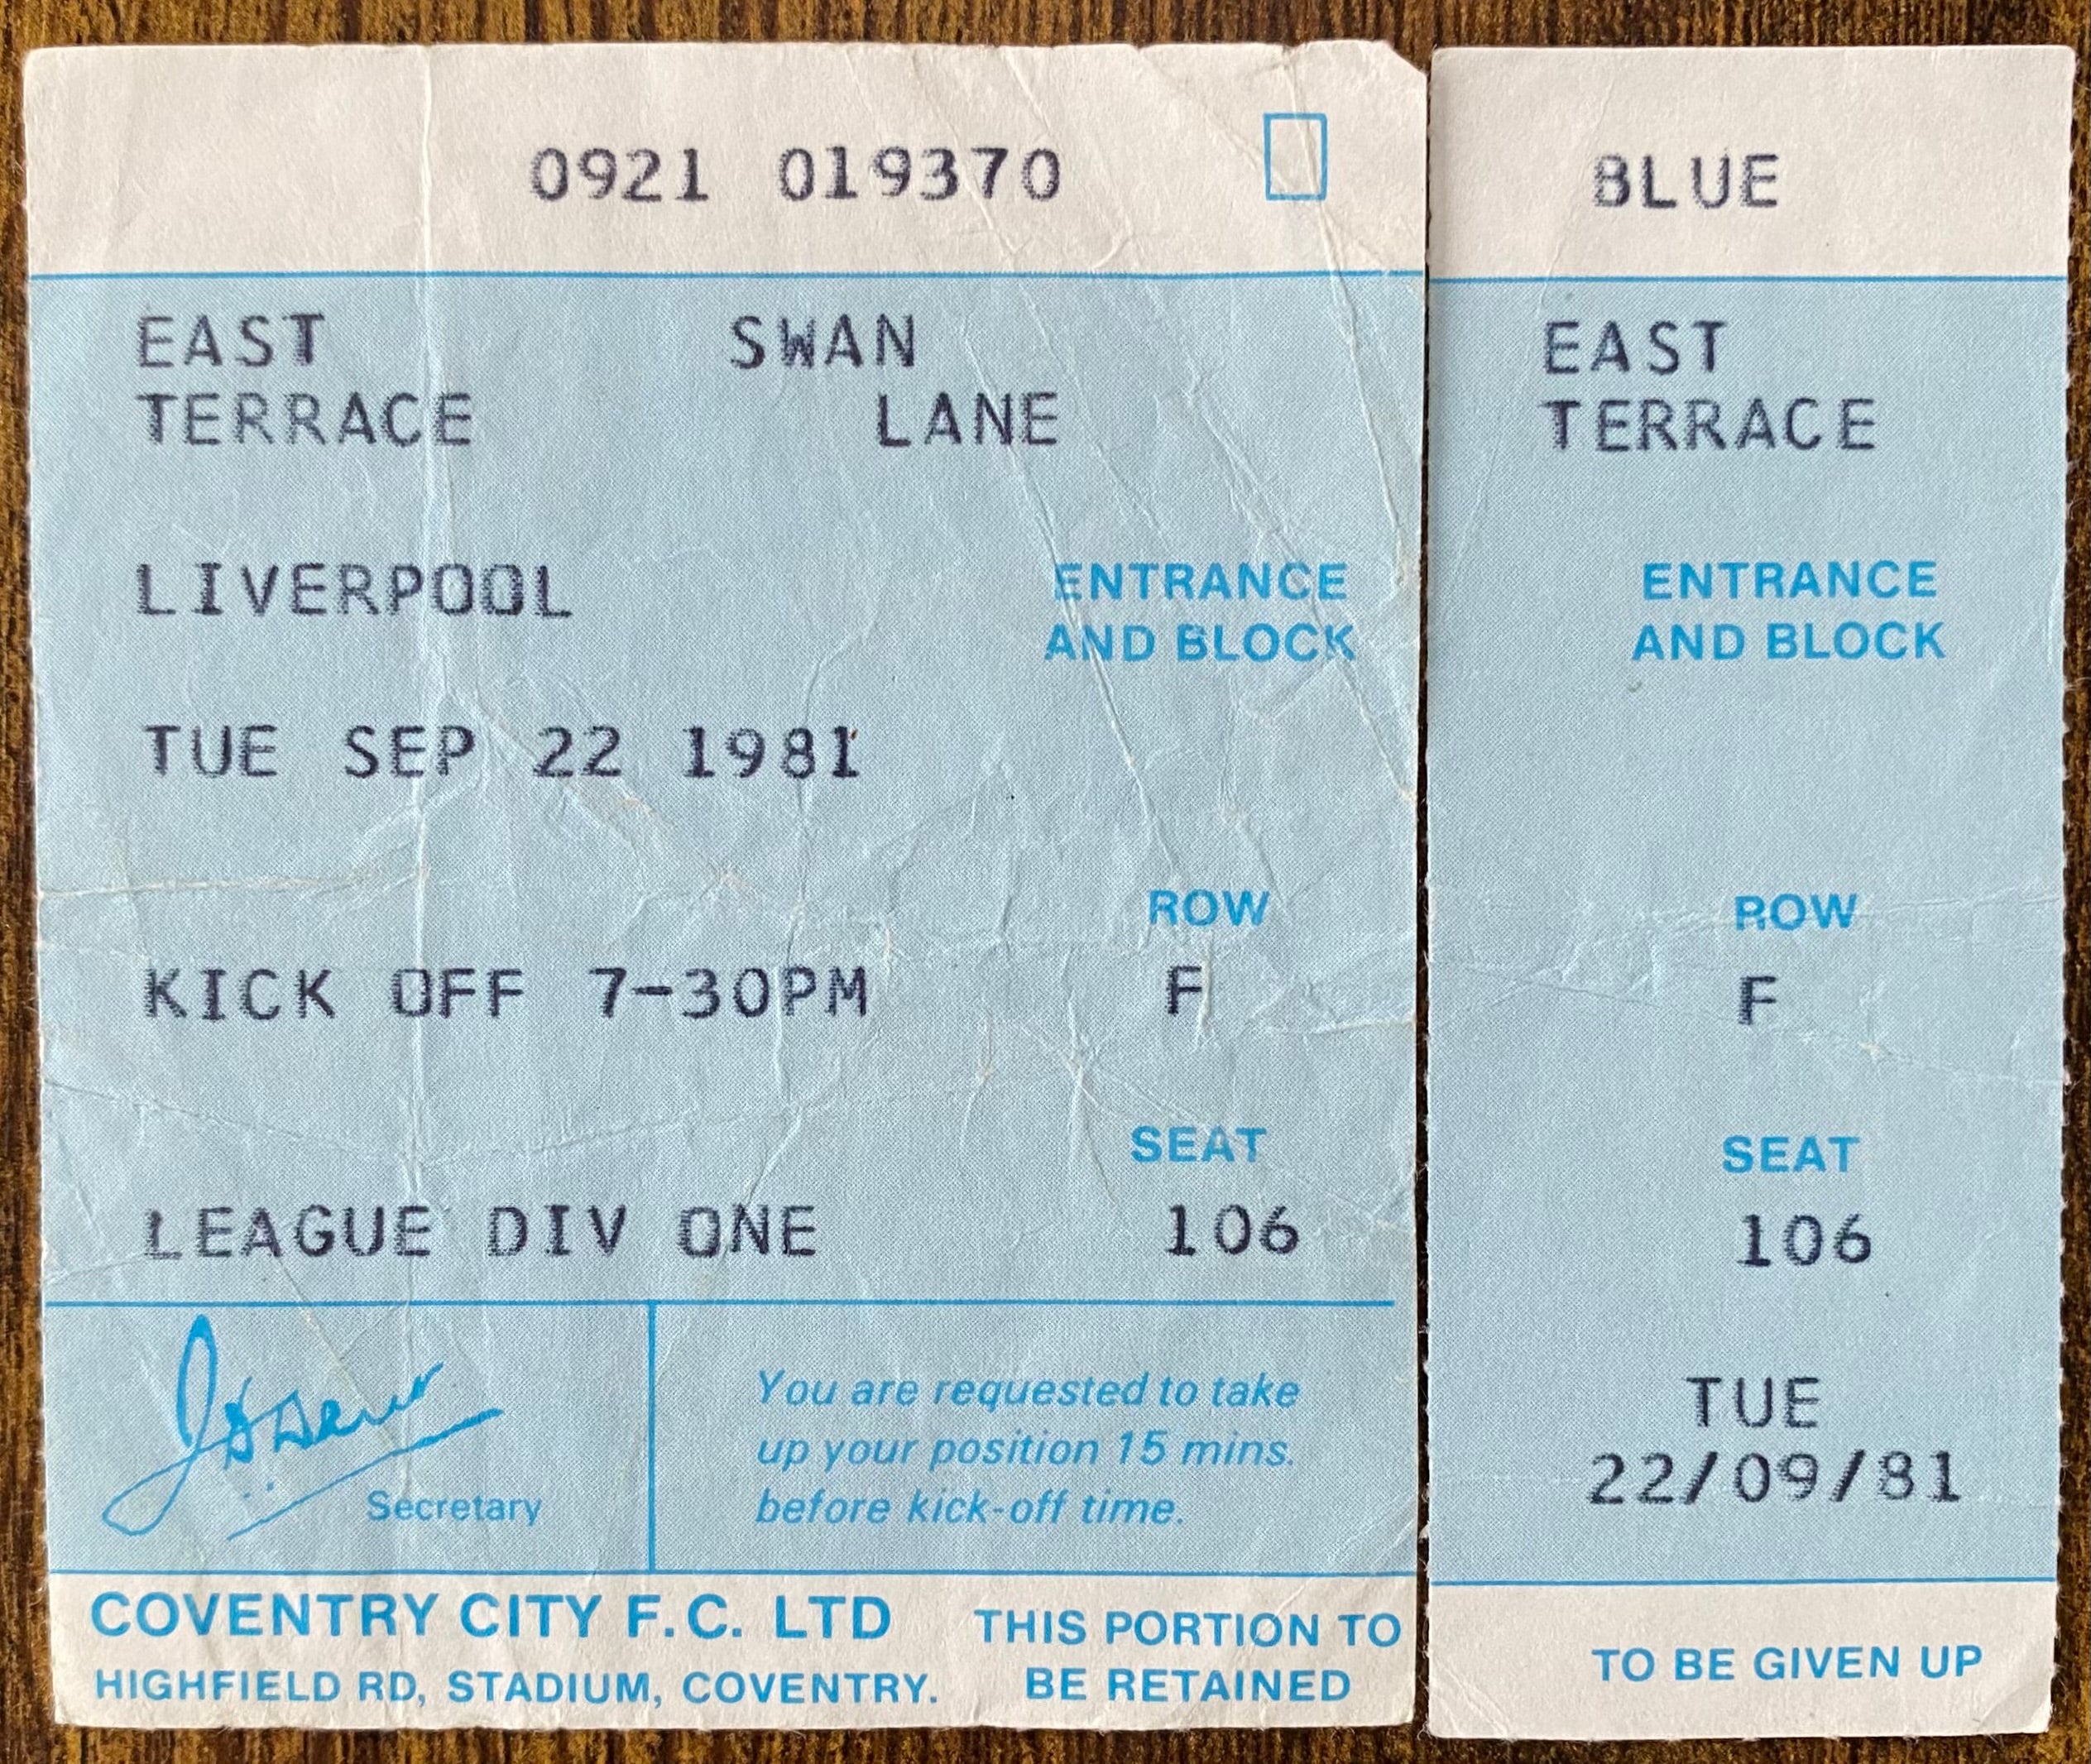 0921 019370
EAST SWAN
TERRACE LANE
LIVERPOOL
ENTRANCE
AND BLOCK
TUE SEP 22 1981
ROW
KICK OFF 7-30PM F
SEAT
LEAGUE DIV ONE 106
Secretary
You are requested to take
up your position 15 mins.
before kick-off time.
COVENTRY CITY F.C. LTD
HIGHFIELD RD, STADIUM, COVENTRY.
THIS PORTION TO
BE RETAINED
BLUE
EAST
TERRACE
ENTRANCE
AND BLOCK
ROW
F
SEAT
106
TUE
22/09/81
TO BE GIVEN UP